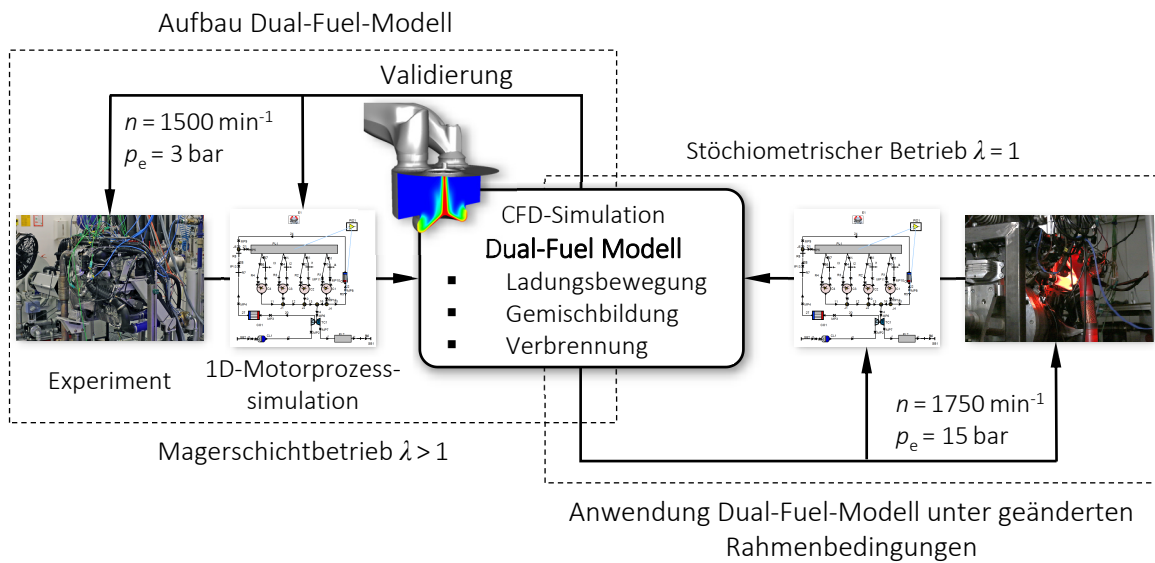 Aufbau Dual-Fuel-Modell
Validierung
n = 1500 min-1
pe = 3 bar
Experiment
1D-Motorprozess-
simulation
Magerschichtbetrieb λ > 1
CFD-Simulation
Dual-Fuel Modell
▪ Ladungsbewegung
▪ Gemischbildung
▪ Verbrennung
Stöchiometrischer Betrieb λ = 1
n = 1750 min-1
pe = 15 bar
Anwendung Dual-Fuel-Modell unter geänderten
Rahmenbedingungen